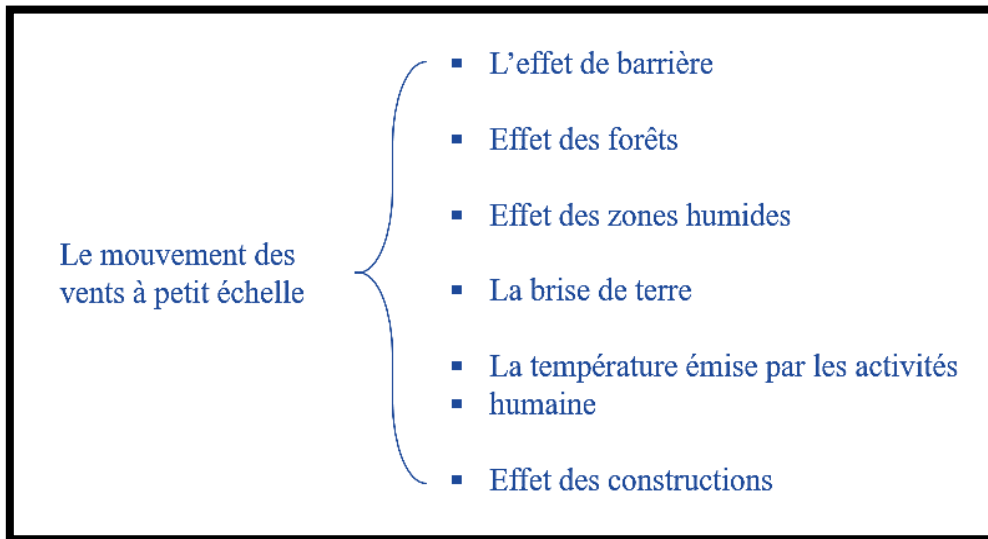 ▪ L'effet de barrière
▪ Effet des forêts
▪ Effet des zones humides
Le mouvement des
vents à petit échelle
▪ La brise de terre
▪ La température émise par les activités
▪ humaine
▪ Effet des constructions